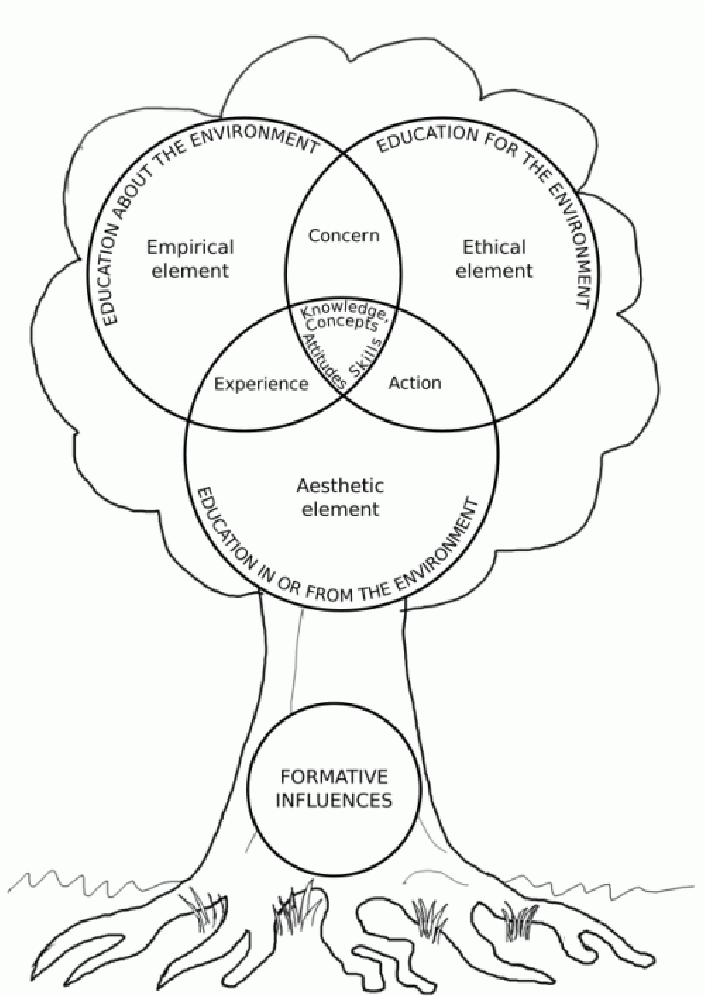 EDUCATION ABOUT THE ENVIRONMENT
EDUCATION FOR THE ENVIRONMENT
Concern
Empirical
element
Ethical
element
Knowledge,
Concepts
Attitudes
Skills
Experience
Action
Aesthetic
element
EDUCATION IN OR FROM THE ENVIRONMENT
FORMATIVE
INFLUENCES